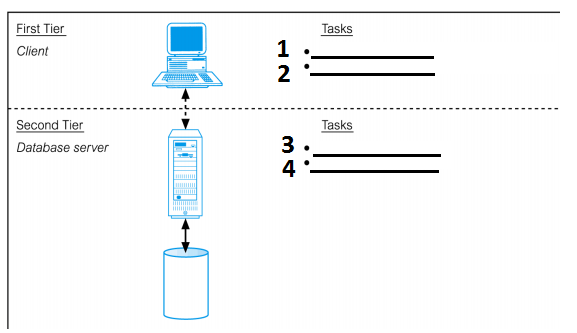 First Tier
Tasks
Client
1
2
Second Tier
Tasks
Database server
3
4